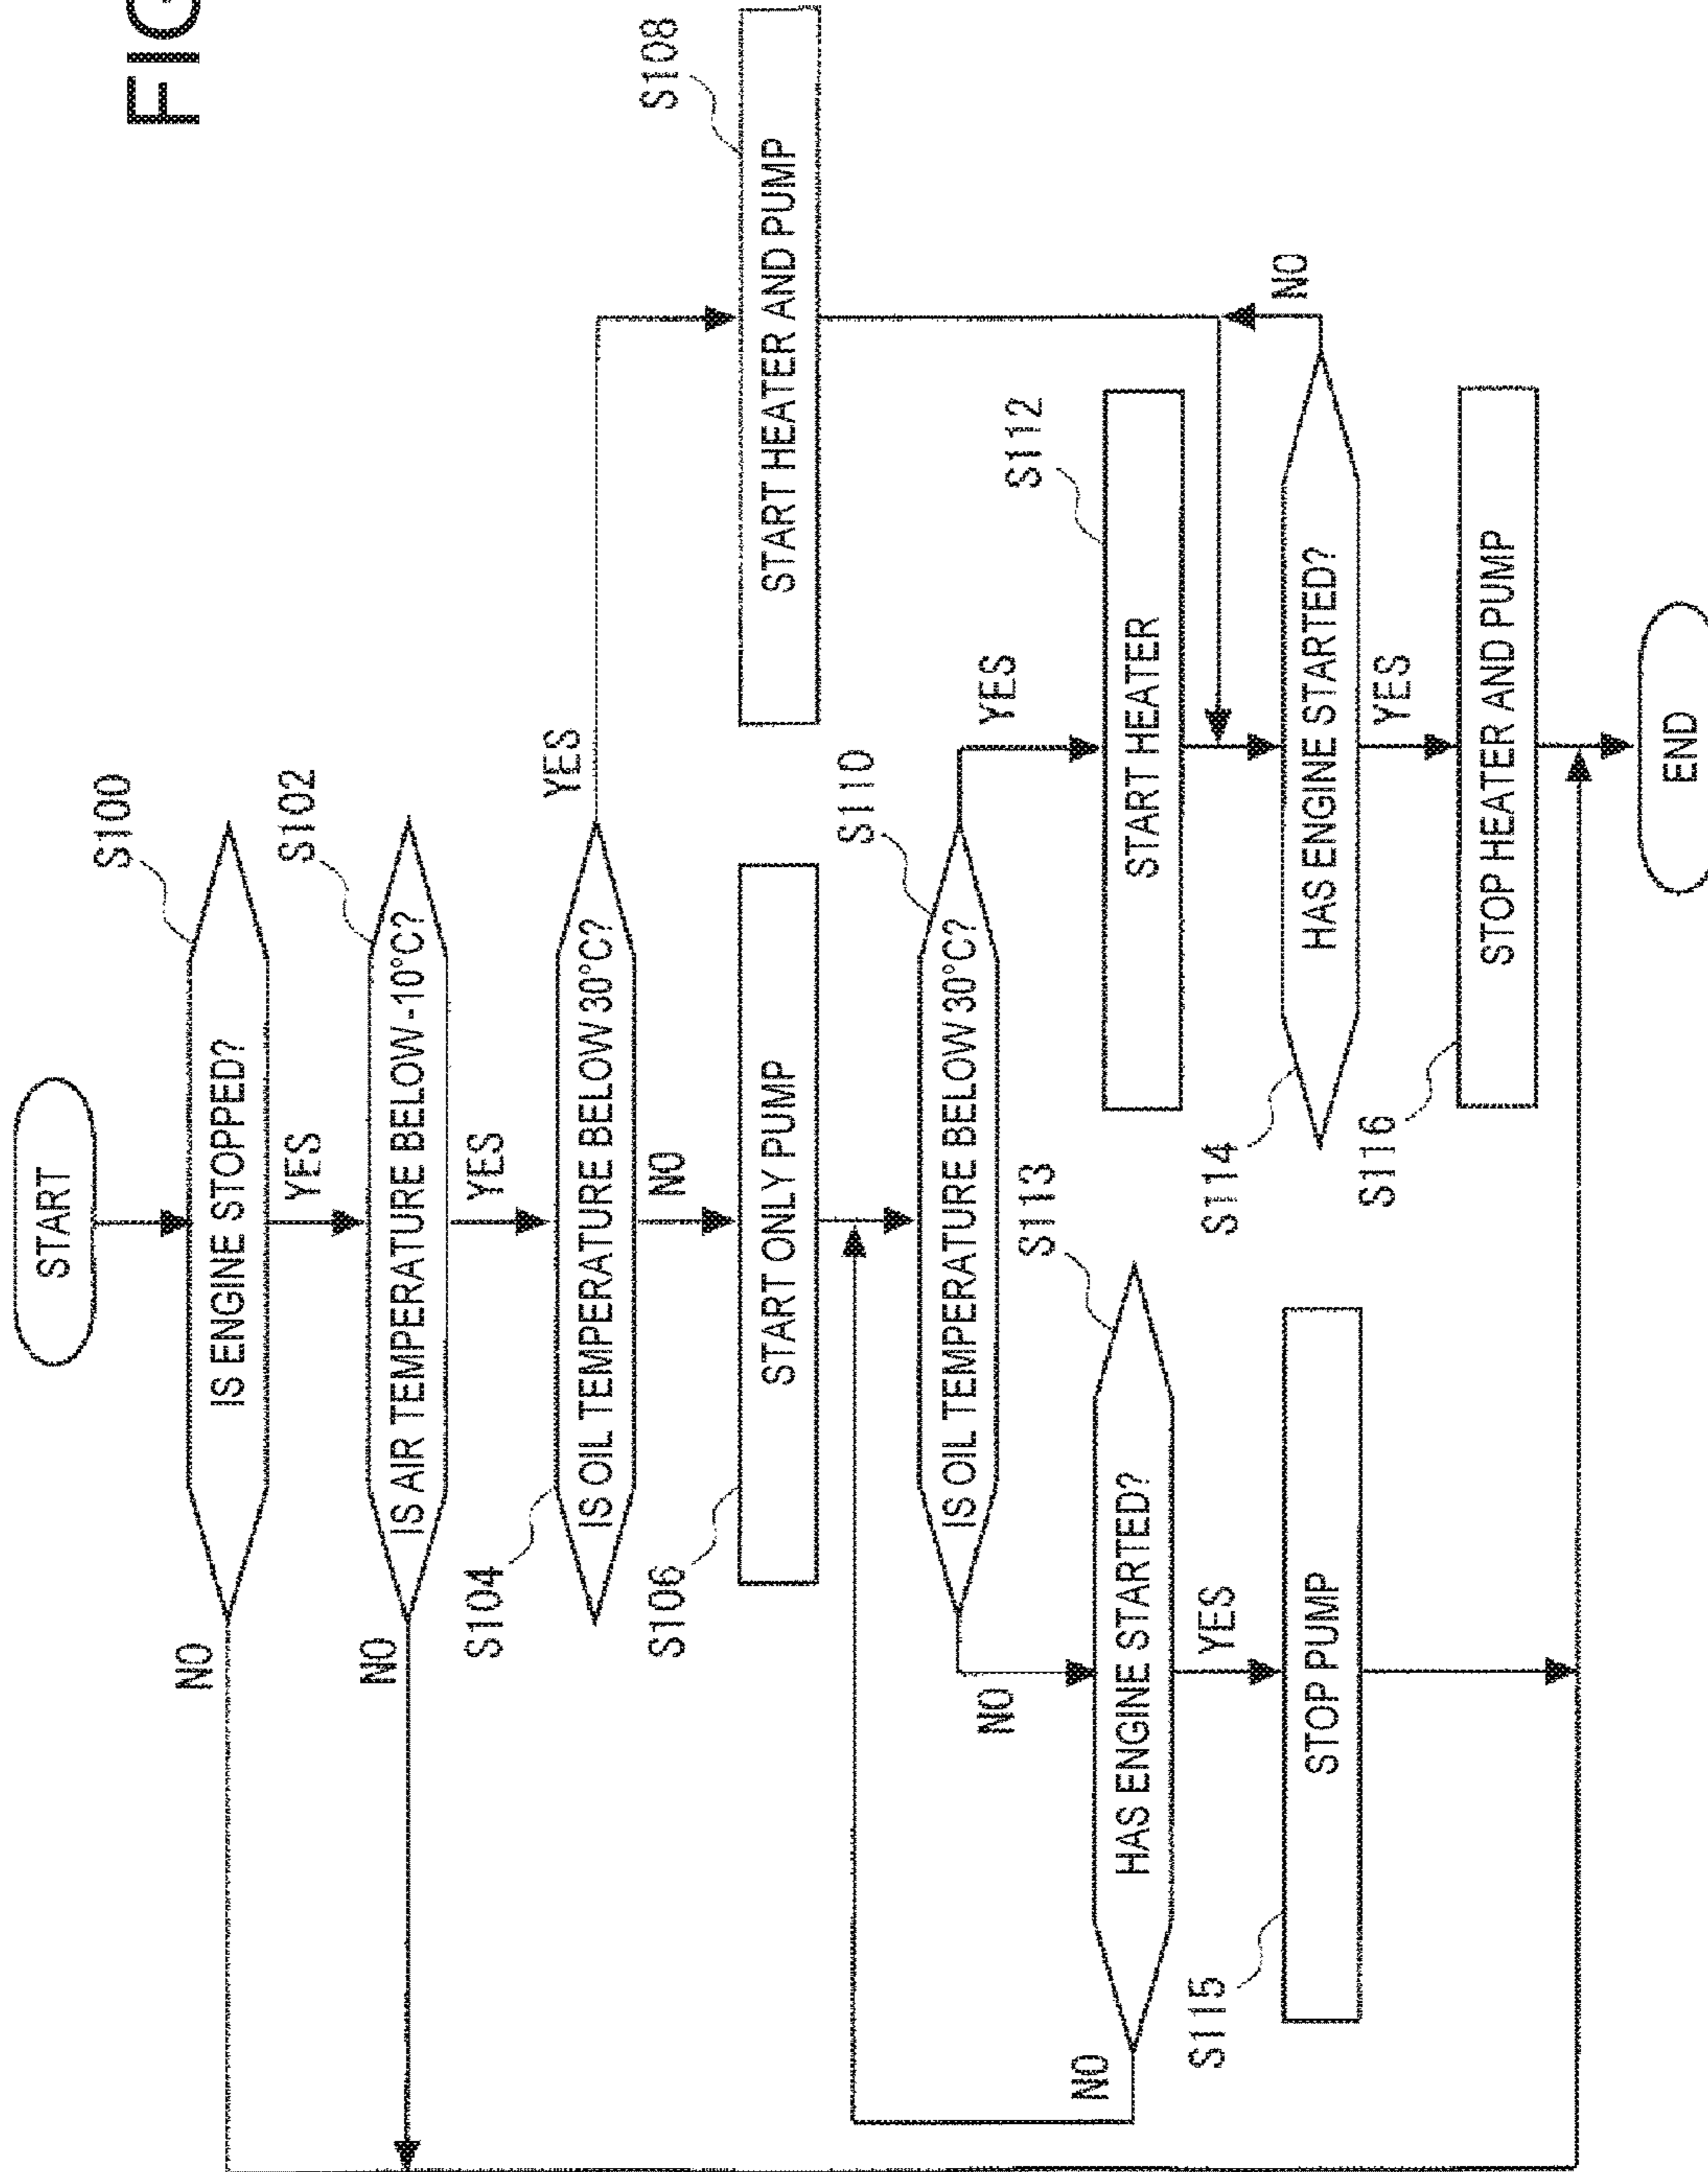 FIG
START
IS ENGINE STOPPED?
S100
NO
YES
IS AIR TEMPERATURE BELOW -10°C?
S102
NO
YES
S104
IS OIL TEMPERATURE BELOW 30°C?
YES
NO
S106
START ONLY PUMP
START HEATER AND PUMP
S108
IS OIL TEMPERATURE BELOW 30°C?
S110
NO
YES
HAS ENGINE STARTED?
S113
NO
YES
START HEATER
S112
S115
STOP PUMP
S114
HAS ENGINE STARTED?
NO
YES
S116
STOP HEATER AND PUMP
END